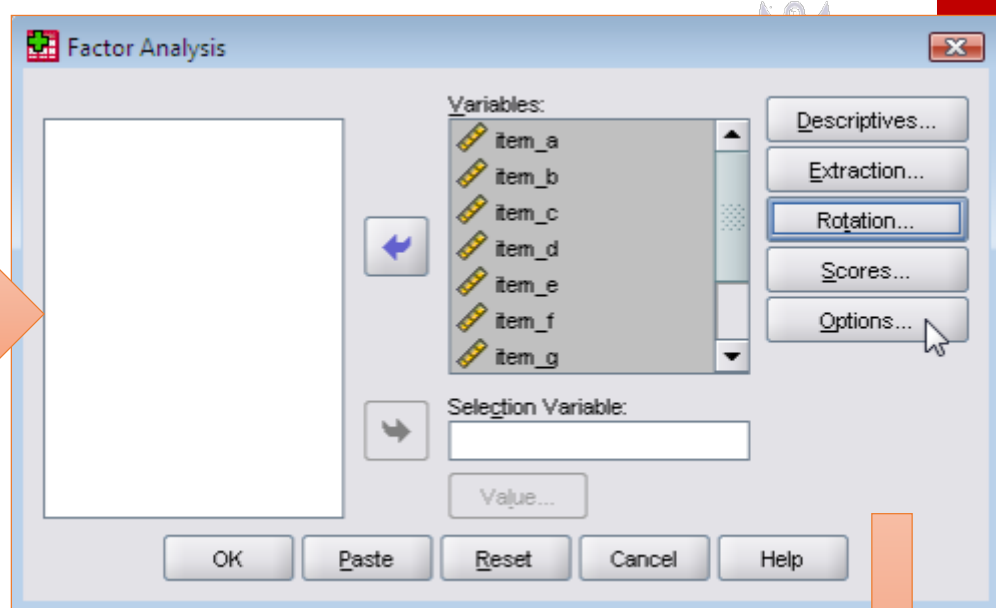 Factor Analysis
Variables:
item_a
item_b
item_c
item_d
item_e
item_f
item_g
Descriptives...
Extraction...
Rotation...
Scores...
Options...
Selection Variable:
Value...
OK Paste Reset Cancel Help